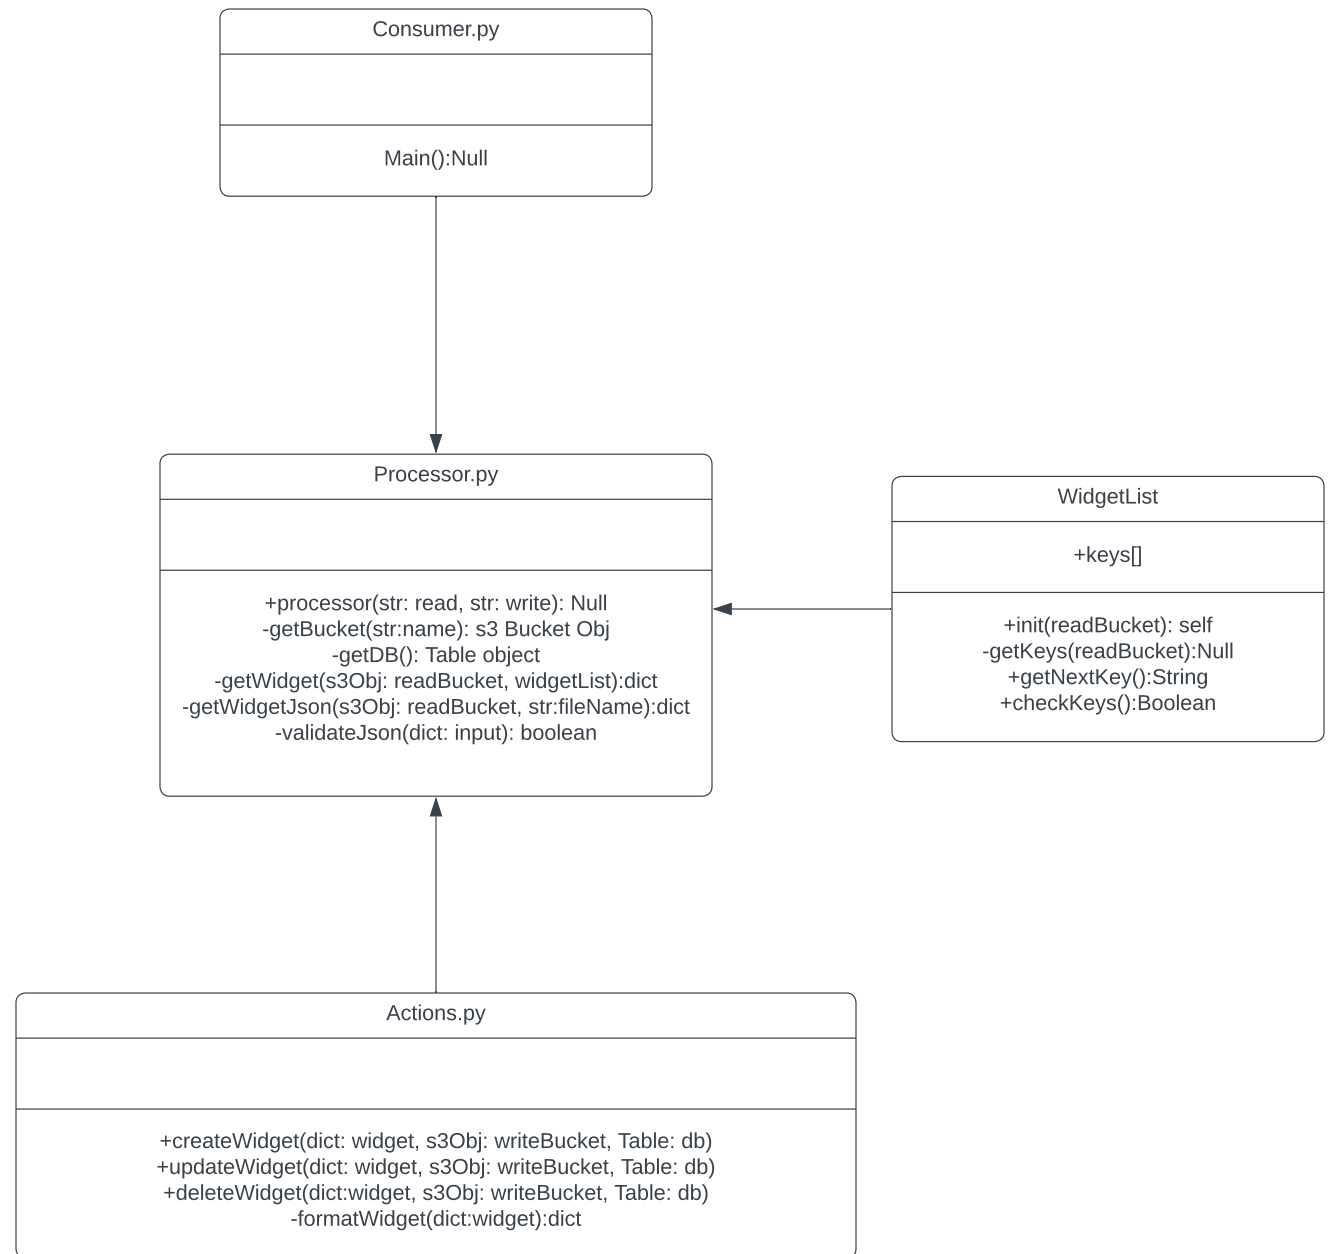 Consumer.py
Main():Null
Processor.py
+processor(str: read, str: write): Null
-getBucket(str:name): s3 Bucket Obj
-getDB(): Table object
-getWidget(s3Obj: readBucket, widgetList):dict
-getWidgetJson(s3Obj: readBucket, str:fileName):dict
-validateJson(dict: input): boolean
WidgetList
+keys[]
+init(readBucket): self
-getKeys(readBucket):Null
+getNextKey():String
+checkKeys():Boolean
Actions.py
+createWidget(dict: widget, s3Obj: writeBucket, Table: db)
+updateWidget(dict: widget, s3Obj: writeBucket, Table: db)
+deleteWidget(dict:widget, s3Obj: writeBucket, Table: db)
-formatWidget(dict:widget):dict